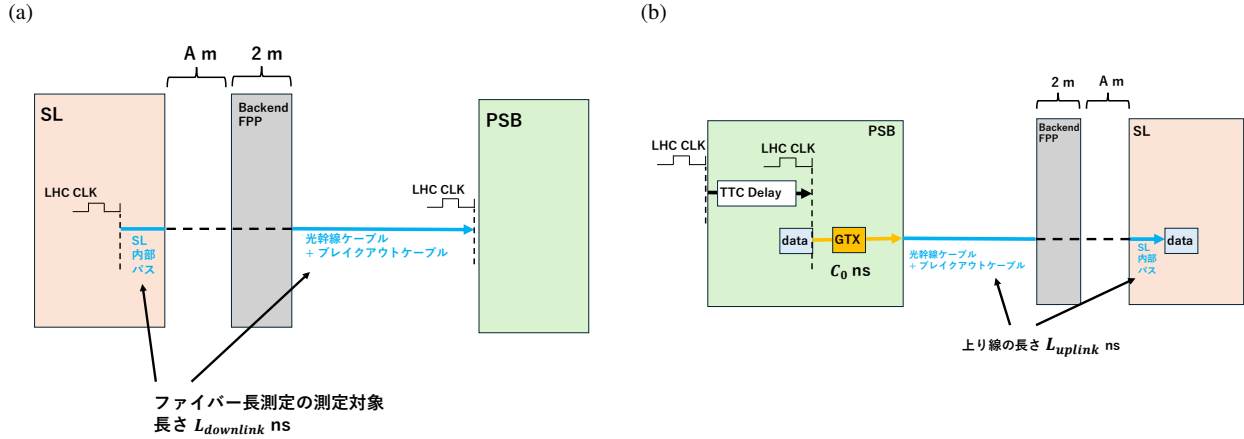 (a)
A m
2 m
SL
Backend
FPP
PSB
LHC CLK
LHC CLK
SL
内部
パス
光幹線ケーブル
+ ブレイクアウトケーブル
ファイバー長測定の測定対象
長さ L_downlink ns
(b)
2 m
A m
PSB
Backend
FPP
SL
LHC CLK
LHC CLK
TTC Delay
data
GTX
C_0 ns
光幹線ケーブル
+ ブレイクアウトケーブル
SL
内部
パス
data
上り線の長さ L_uplink ns